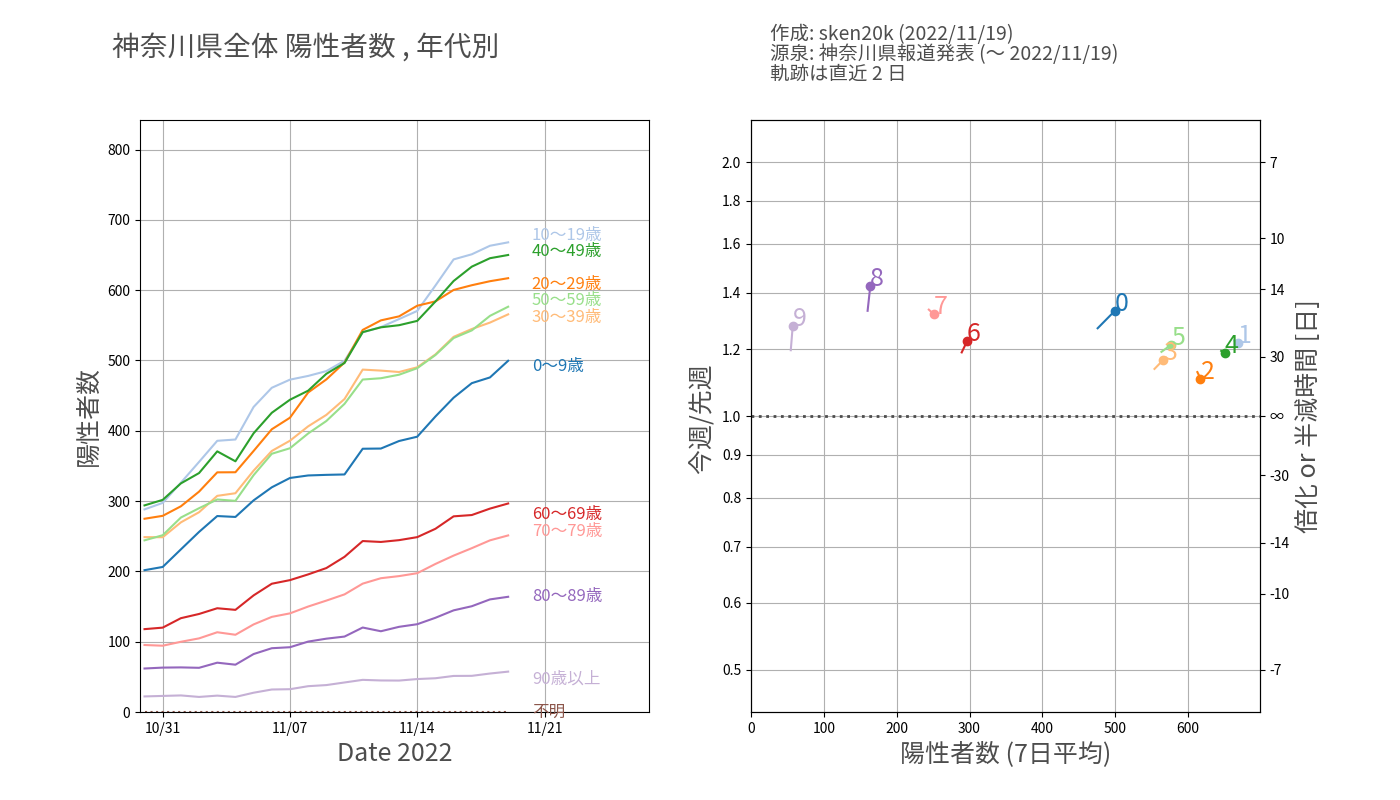 神奈川県全体 陽性者数 , 年代別
作成: sken20k (2022/11/19)
源泉: 神奈川県報道発表 (〜 2022/11/19)
軌跡は直近 2 日
陽性者数
800
700
600
500
400
300
200
100
0
10〜19歳
40〜49歳
20〜29歳
50〜59歳
30〜39歳
0〜9歳
60〜69歳
70〜79歳
80〜89歳
90歳以上
不明
10/31 11/07 11/14 11/21
Date 2022
今週/先週
2.0
1.8
1.6
1.4
1.2
1.0
0.9
0.8
0.7
0.6
0.5
9
8
7
6
0
5
3
4
1
2
7
10
14
30
∞
-30
-14
-10
-7
倍化 or 半減時間 [日]
0 100 200 300 400 500 600
陽性者数 (7日平均)